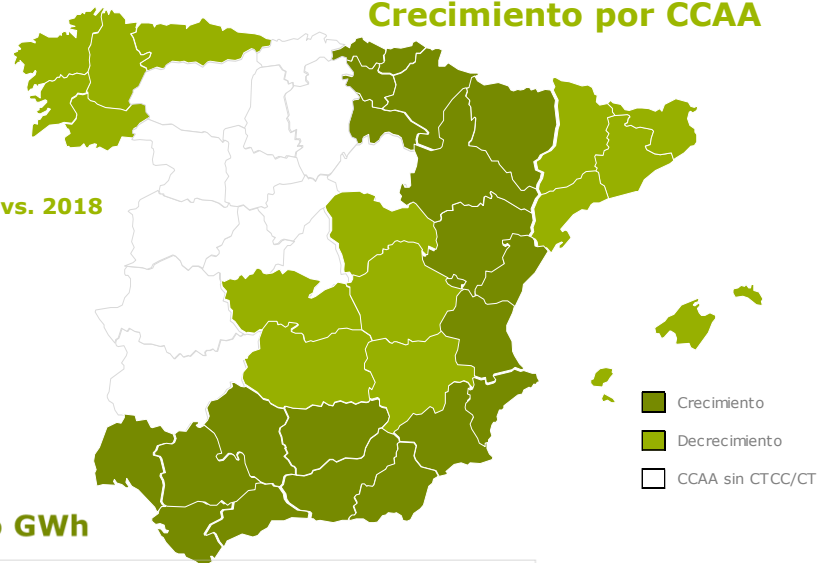 Crecimiento por CCAA
vs. 2018
Crecimiento
Decrecimiento
CCAA sin CTCC/CT
GWh